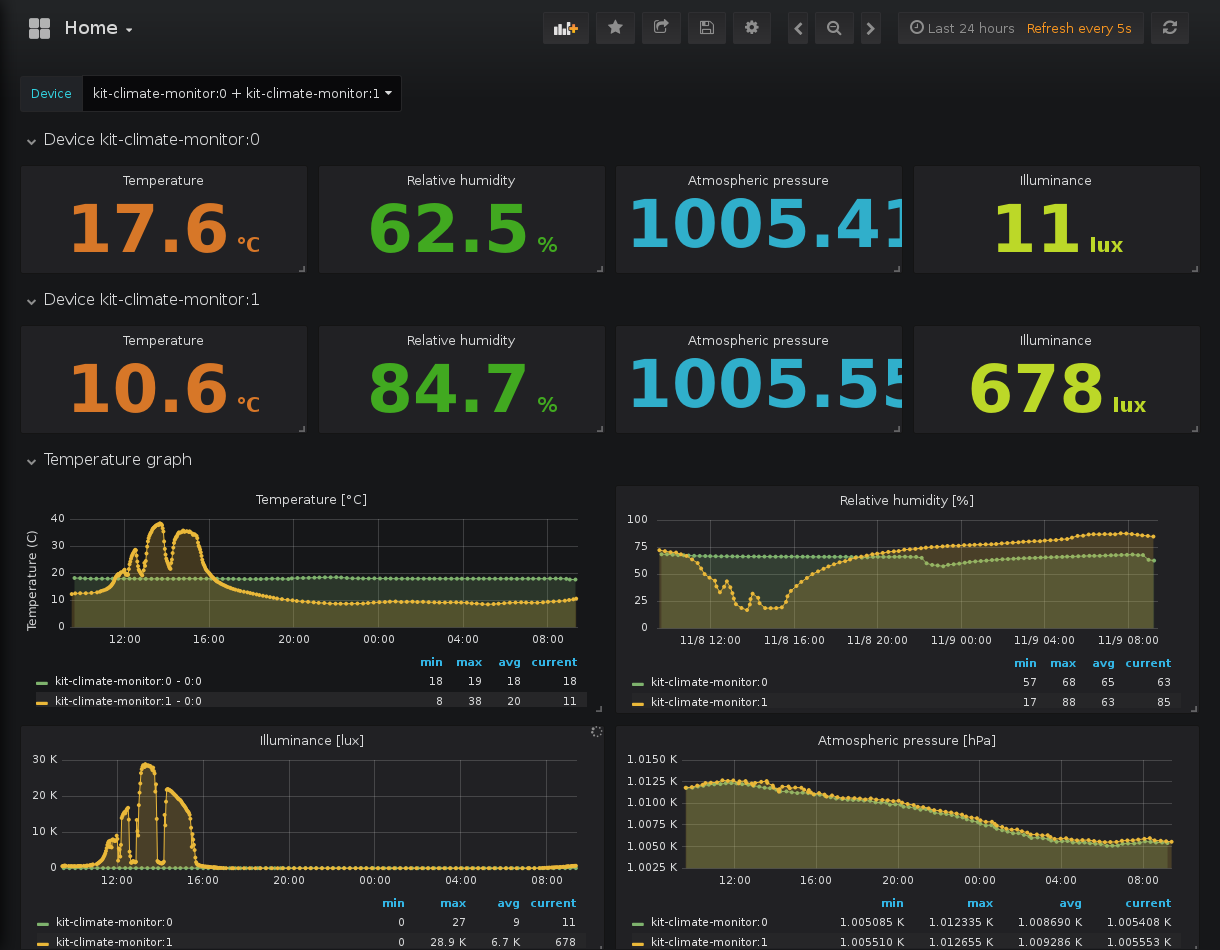 Home
Last 24 hours Refresh every 5s
Device kit-climate-monitor:0 + kit-climate-monitor:1
Device kit-climate-monitor:0
Temperature Relative humidity Atmospheric pressure Illuminance
17.6 °C 62.5 % 1005.41 11 lux
Device kit-climate-monitor:1
Temperature Relative humidity Atmospheric pressure Illuminance
10.6 °C 84.7 % 1005.55 678 lux
Temperature graph
Temperature [°C]
Temperature (C)
40
30
20
10
0
12:00 16:00 20:00 00:00 04:00 08:00
min max avg current
kit-climate-monitor:0 - 0:0 18 19 18 18
kit-climate-monitor:1 - 0:0 8 38 20 11
Relative humidity [%]
100
75
50
25
0
11/8 12:00 11/8 16:00 11/8 20:00 11/9 00:00 11/9 04:00 11/9 08:00
min max avg current
kit-climate-monitor:0 57 68 65 63
kit-climate-monitor:1 17 88 63 85
Illuminance [lux]
30 K
20 K
10 K
0
12:00 16:00 20:00 00:00 04:00 08:00
min max avg current
kit-climate-monitor:0 0 27 9 11
kit-climate-monitor:1 0 28.9 K 6.7 K 678
Atmospheric pressure [hPa]
1.0150 K
1.0125 K
1.0100 K
1.0075 K
1.0050 K
1.0025 K
12:00 16:00 20:00 00:00 04:00 08:00
min max avg current
kit-climate-monitor:0 1.005085 K 1.012335 K 1.008690 K 1.005408 K
kit-climate-monitor:1 1.005510 K 1.012655 K 1.009286 K 1.005553 K